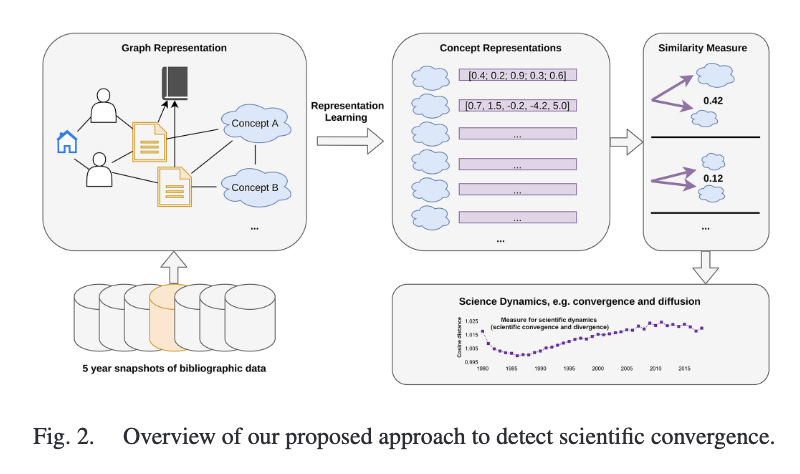 Graph Representation
Concept A
Concept B
...
5 year snapshots of bibliographic data
Representation
Learning
Concept Representations
[0.4; 0.2; 0.9; 0.3; 0.6]
[0.7, 1.5, -0.2, -4.2, 5.0]
...
...
...
...
...
Similarity Measure
0.42
0.12
...
Science Dynamics, e.g. convergence and diffusion
Measure for scientific dynamics
(scientific convegence and divergence)
Cosine distance
1.025
1.015
1.005
0,995
1980 1985 1990 1995 2000 2005 2010 2015
Fig. 2. Overview of our proposed approach to detect scientific convergence.